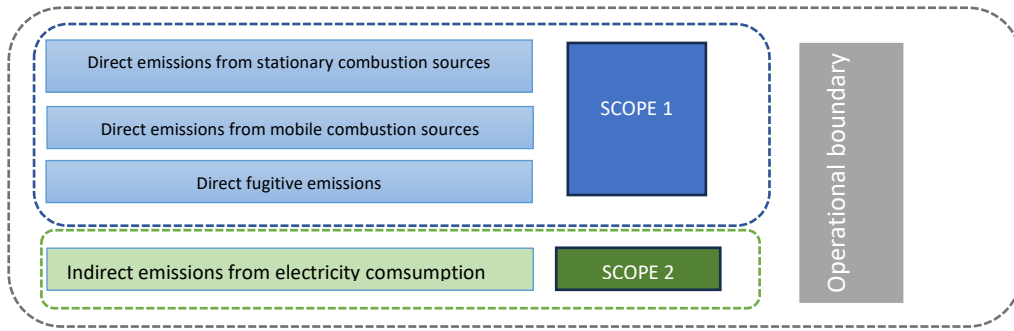 Direct emissions from stationary combustion sources
Direct emissions from mobile combustion sources
Direct fugitive emissions
SCOPE 1
Indirect emissions from electricity comsumption
SCOPE 2
Operational boundary